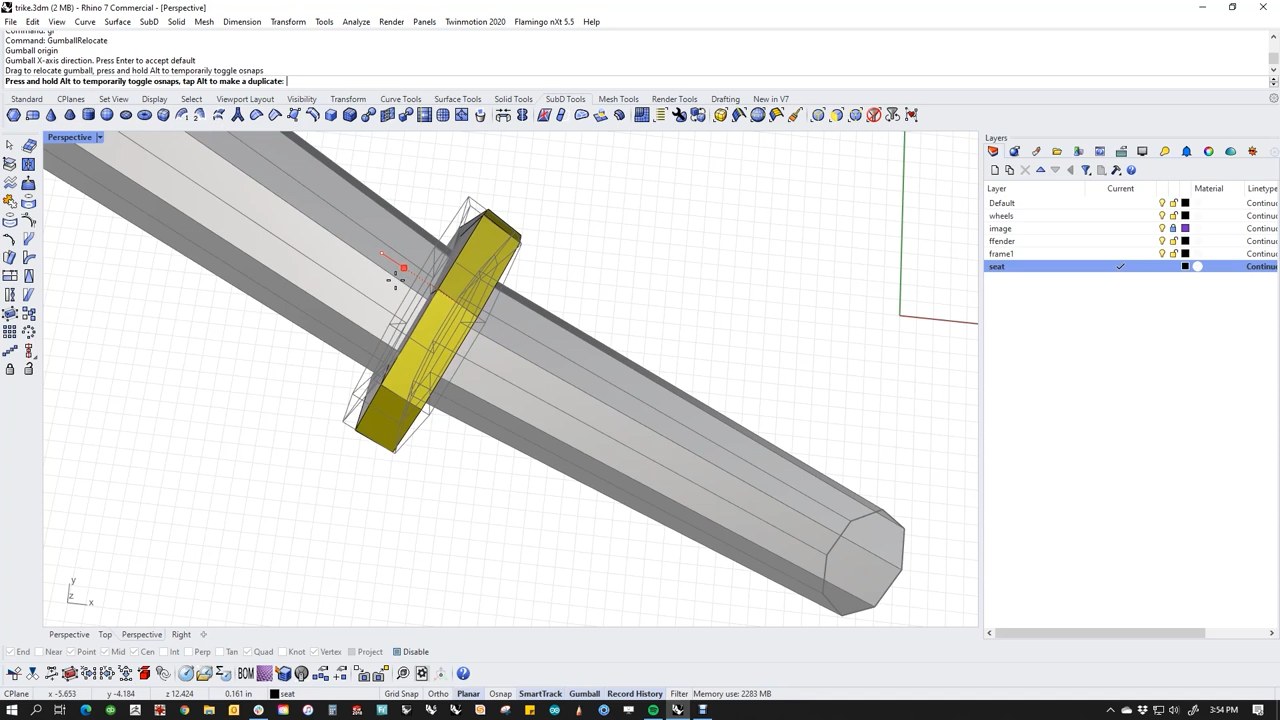 trike.3dm (2 MB) - Rhino 7 Commercial - [Perspective]
File Edit View Curve Surface SubD Solid Mesh Dimension Transform Tools Analyze Render Panels Twinmotion 2020 Flamingo nXt 5.5 Help
Command: GumballRelocate
Gumball origin
Gumball X-axis direction. Press Enter to accept default
Drag to relocate gumball, press and hold Alt to temporarily toggle osnaps
Press and hold Alt to temporarily toggle osnaps, tap Alt to make a duplicate:
Standard CPlanes Set View Display Select Viewport Layout Visibility Transform Curve Tools Surface Tools Solid Tools SubD Tools Mesh Tools Render Tools Drafting New in V7
Perspective
Layers
Layer Current Material Linetype
Default Continuc
wheels Continuc
image Continuc
ffender Continuc
frame1 Continuc
seat Continu
y
z x
Perspective Top Perspective Right
End Near Point Mid Cen Int Perp Tan Quad Knot Vertex Project Disable
BOM
CPlane x -5.653 y -4.184 z 12.424 0.161 in seat Grid Snap Ortho Planar Osnap SmartTrack Gumball Record History Filter Memory use: 2283 MB
3:54 PM